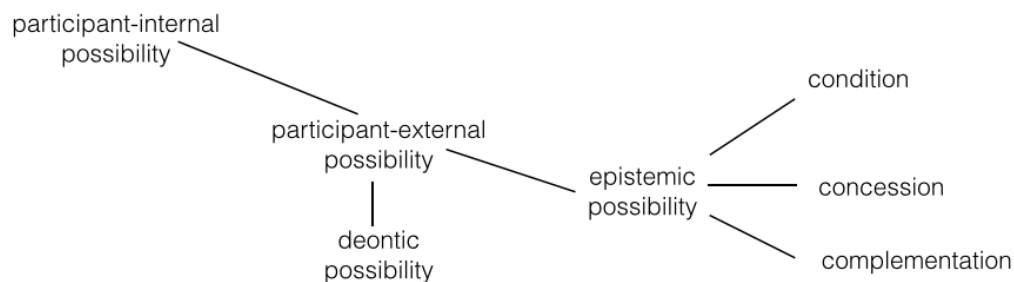 participant-internal
possibility
participant-external
possibility
deontic
possibility
epistemic
possibility
condition
concession
complementation